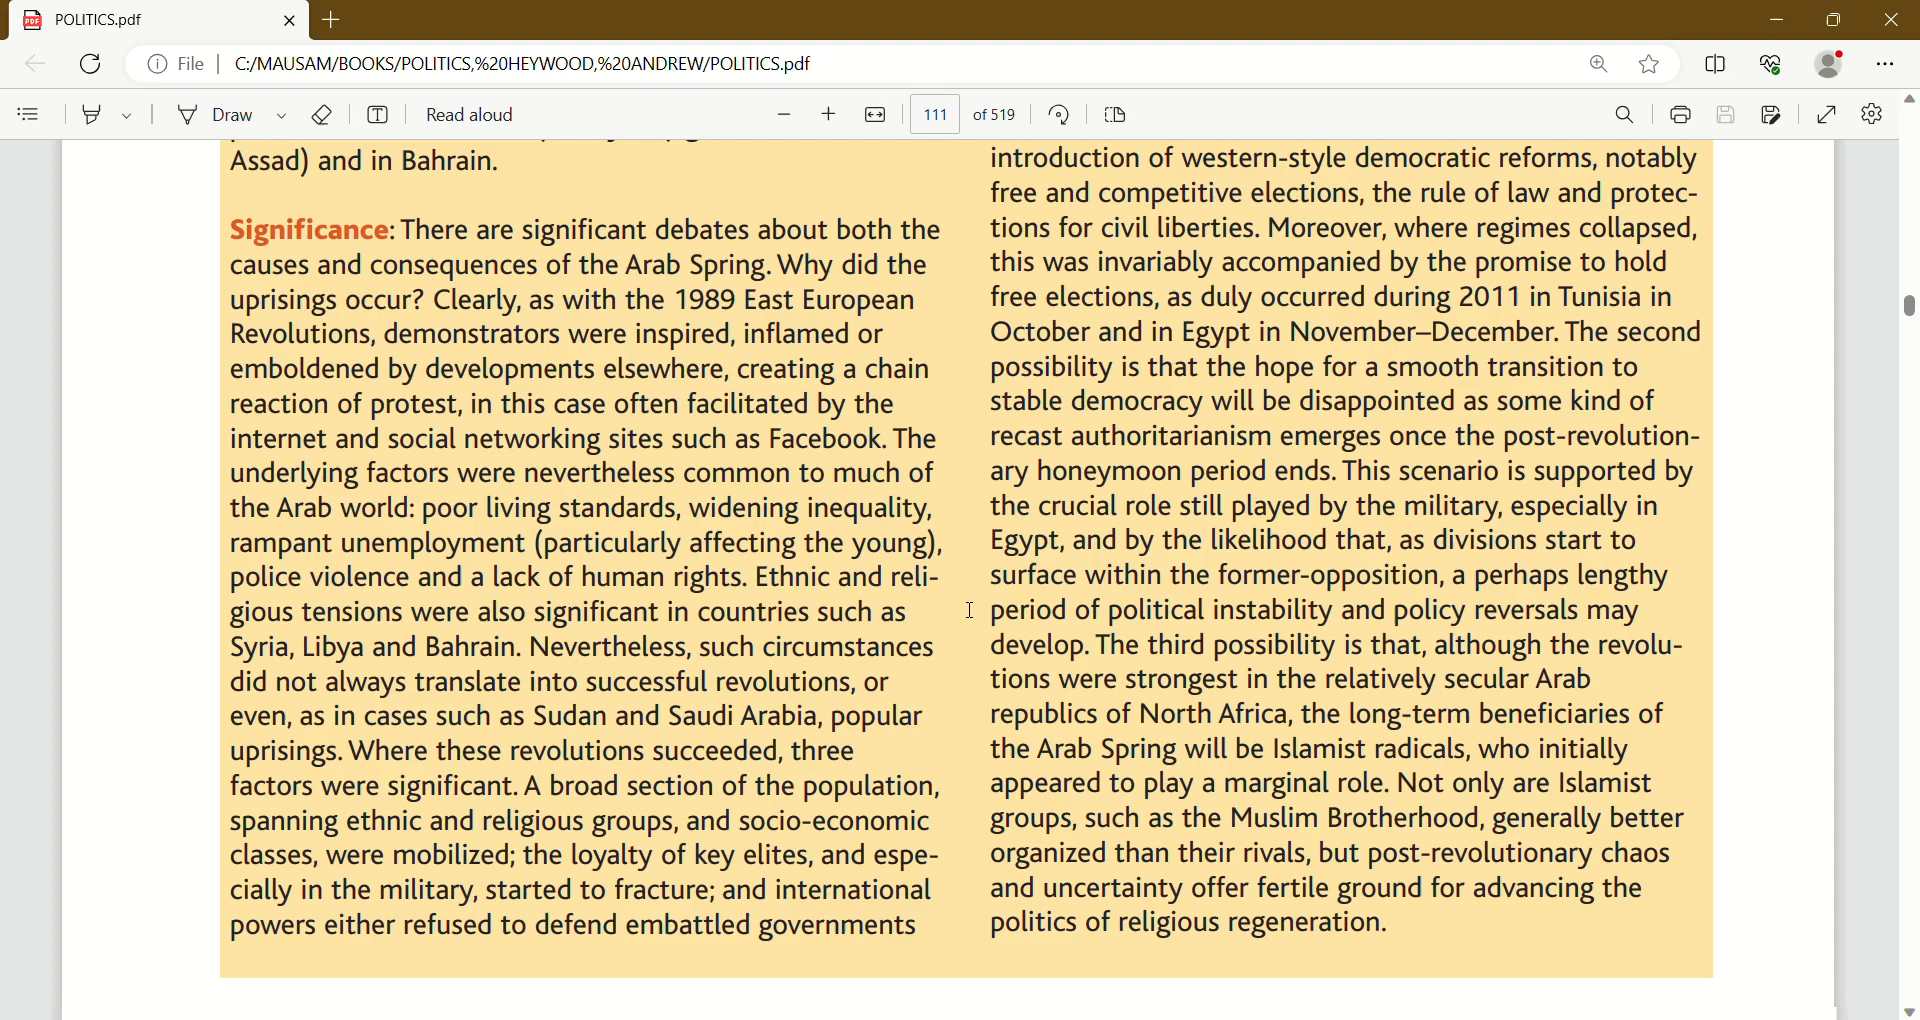 POLITICS.pdf
File
C:/MAUSAM/BOOKS/POLITICS,%20HEYWOOD,%20ANDREW/POLITICS.pdf
Draw
Read aloud
111
of 519
Assad) and in Bahrain.
Significance: There are significant debates about both the
causes and consequences of the Arab Spring. Why did the
uprisings occur? Clearly, as with the 1989 East European
Revolutions, demonstrators were inspired, inflamed or
emboldened by developments elsewhere, creating a chain
reaction of protest, in this case often facilitated by the
internet and social networking sites such as Facebook. The
underlying factors were nevertheless common to much of
the Arab world: poor living standards, widening inequality,
rampant unemployment (particularly affecting the young),
police violence and a lack of human rights. Ethnic and reli-
gious tensions were also significant in countries such as
Syria, Libya and Bahrain. Nevertheless, such circumstances
did not always translate into successful revolutions, or
even, as in cases such as Sudan and Saudi Arabia, popular
uprisings. Where these revolutions succeeded, three
factors were significant. A broad section of the population,
spanning ethnic and religious groups, and socio-economic
classes, were mobilized; the loyalty of key elites, and espe-
cially in the military, started to fracture; and international
powers either refused to defend embattled governments
introduction of western-style democratic reforms, notably
free and competitive elections, the rule of law and protec-
tions for civil liberties. Moreover, where regimes collapsed,
this was invariably accompanied by the promise to hold
free elections, as duly occurred during 2011 in Tunisia in
October and in Egypt in November–December. The second
possibility is that the hope for a smooth transition to
stable democracy will be disappointed as some kind of
recast authoritarianism emerges once the post-revolution-
ary honeymoon period ends. This scenario is supported by
the crucial role still played by the military, especially in
Egypt, and by the likelihood that, as divisions start to
surface within the former-opposition, a perhaps lengthy
period of political instability and policy reversals may
develop. The third possibility is that, although the revolu-
tions were strongest in the relatively secular Arab
republics of North Africa, the long-term beneficiaries of
the Arab Spring will be Islamist radicals, who initially
appeared to play a marginal role. Not only are Islamist
groups, such as the Muslim Brotherhood, generally better
organized than their rivals, but post-revolutionary chaos
and uncertainty offer fertile ground for advancing the
politics of religious regeneration.